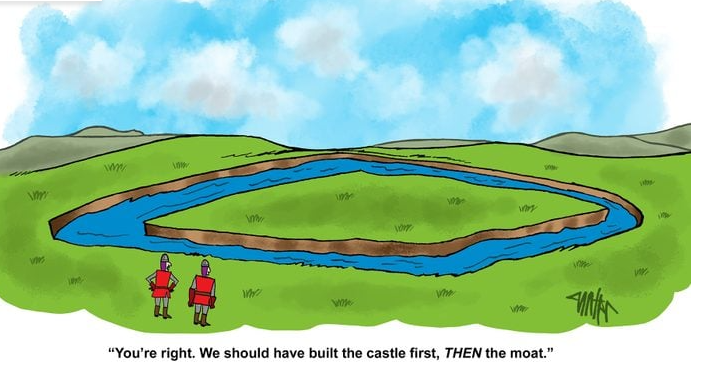 “You’re right. We should have built the castle first, THEN the moat.”